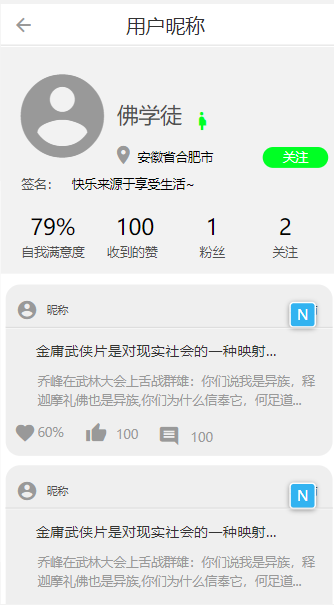 用户昵称
佛学徒
安徽省合肥市
关注
签名： 快乐来源于享受生活~
79% 100 1 2
自我满意度 收到的赞 粉丝 关注
昵称
N
金庸武侠片是对现实社会的一种映射...
乔峰在武林大会上舌战群雄：你们说我是异族，释
迦摩礼佛也是异族,你们为什么信奉它，何足道...
60% 100 100
昵称
N
金庸武侠片是对现实社会的一种映射...
乔峰在武林大会上舌战群雄：你们说我是异族，释
迦摩礼佛也是异族,你们为什么信奉它，何足道...